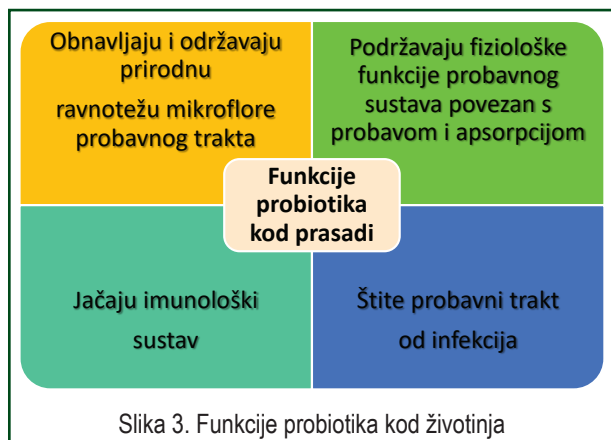 Obnavljaju i održavaju
prirodnu
ravnotežu mikroflore
probavnog trakta
Podržavaju fiziološke
funkcije probavnog
sustava povezan s
probavom i apsorpcijom
Funkcije
probiotika
kod prasadi
Jačaju imunološki
sustav
Štite probavni trakt
od infekcija
Slika 3. Funkcije probiotika kod životinja